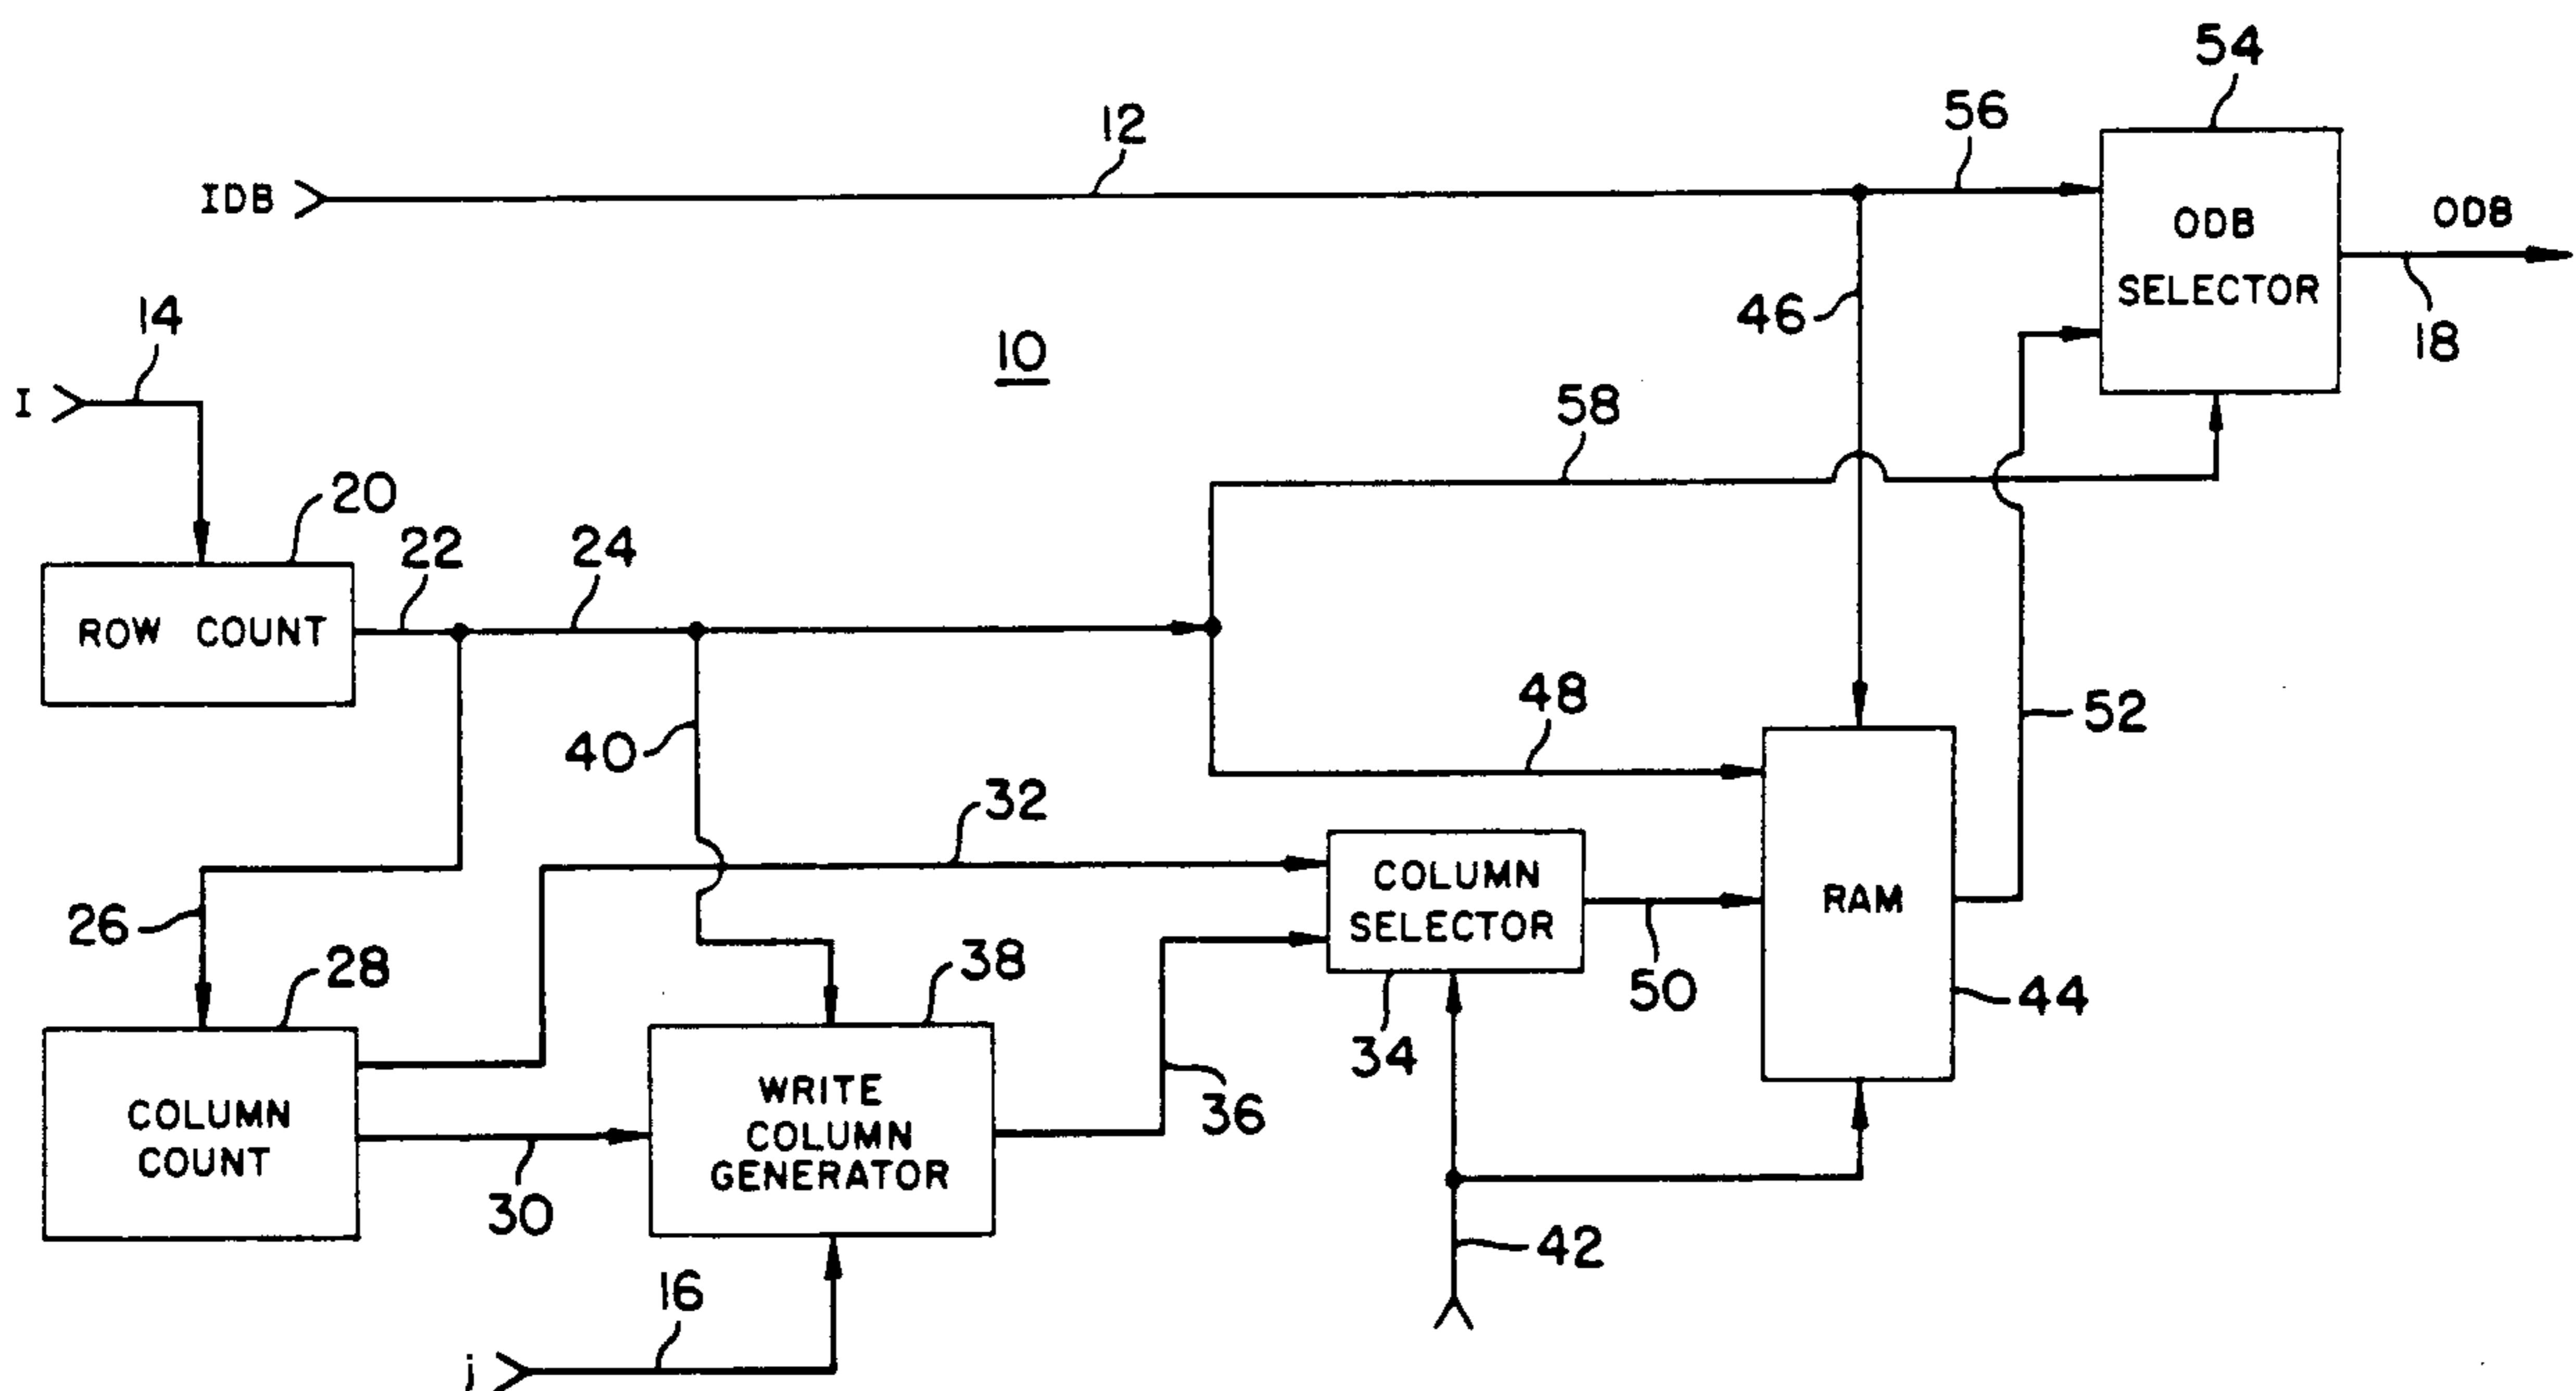 54
12
56
IDB
ODB
SELECTOR
ODB
18
14
46
10
I
58
20
22
24
ROW COUNT
40
48
52
32
COLUMN
SELECTOR
RAM
26
28
38
50
34
44
36
WRITE
COLUMN
GENERATOR
COLUMN
COUNT
30
42
16
j